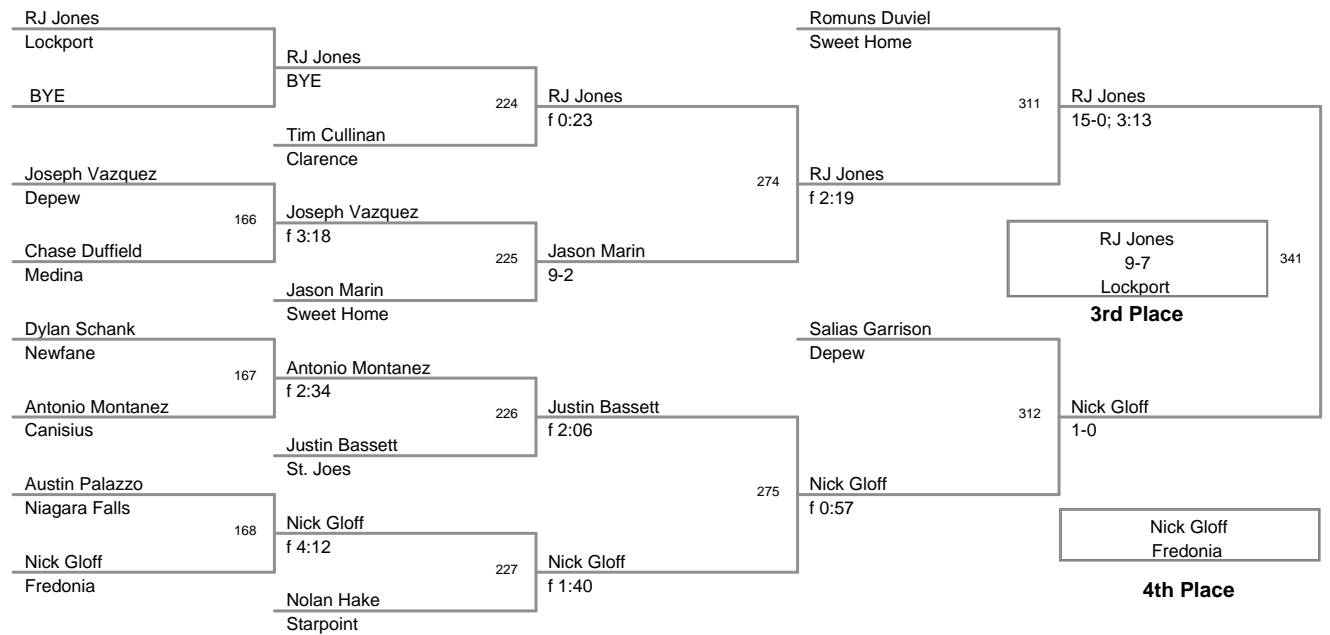 RJ Jones
Lockport
BYE
Joseph Vazquez
Depew
166
Chase Duffield
Medina
Dylan Schank
Newfane
167
Antonio Montanez
Canisius
Austin Palazzo
Niagara Falls
168
Nick Gloff
Fredonia
RJ Jones
BYE
224
Tim Cullinan
Clarence
Joseph Vazquez
f 3:18
225
Jason Marin
Sweet Home
Antonio Montanez
f 2:34
226
Justin Bassett
St. Joes
Nick Gloff
f 4:12
227
Nolan Hake
Starpoint
RJ Jones
f 0:23
274
Jason Marin
9-2
Justin Bassett
f 2:06
275
Nick Gloff
f 1:40
Romuns Duviel
Sweet Home
311
RJ Jones
f 2:19
Salias Garrison
Depew
312
Nick Gloff
f 0:57
RJ Jones
15-0; 3:13
341
Nick Gloff
1-0
RJ Jones
9-7
Lockport
3rd Place
Nick Gloff
Fredonia
4th Place